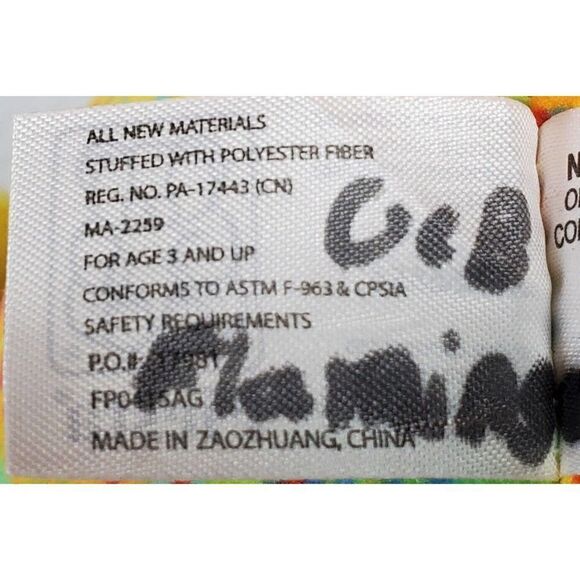 ALL NEW MATERIALS
STUFFED WITH POLYESTER FIBER
REG. NO. PA-17443 (CN)
MA-2259
FOR AGE 3 AND UP
CONFORMS TO ASTM F-963 & CPSIA
SAFETY REQUIREMENTS
P.O.#
MADE IN ZAOZHUANG, CHINA
N
O
CO